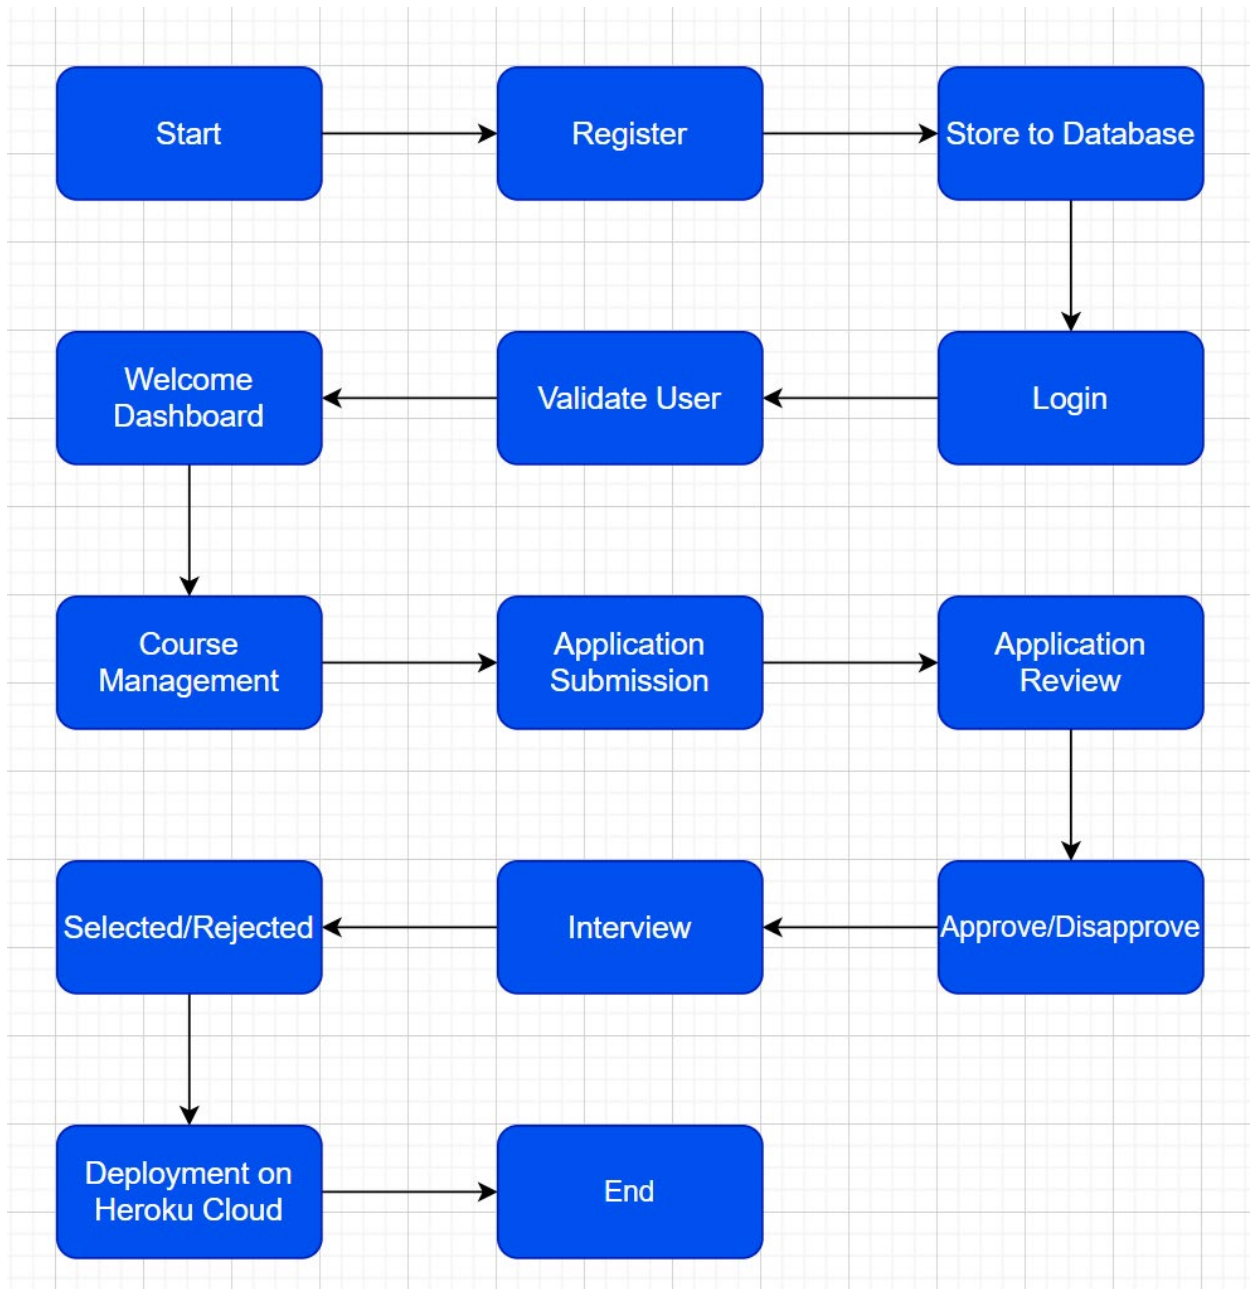 Start
Register
Store to Database
Login
Validate User
Welcome
Dashboard
Course
Management
Application
Submission
Application
Review
Approve/Disapprove
Interview
Selected/Rejected
Deployment on
Heroku Cloud
End